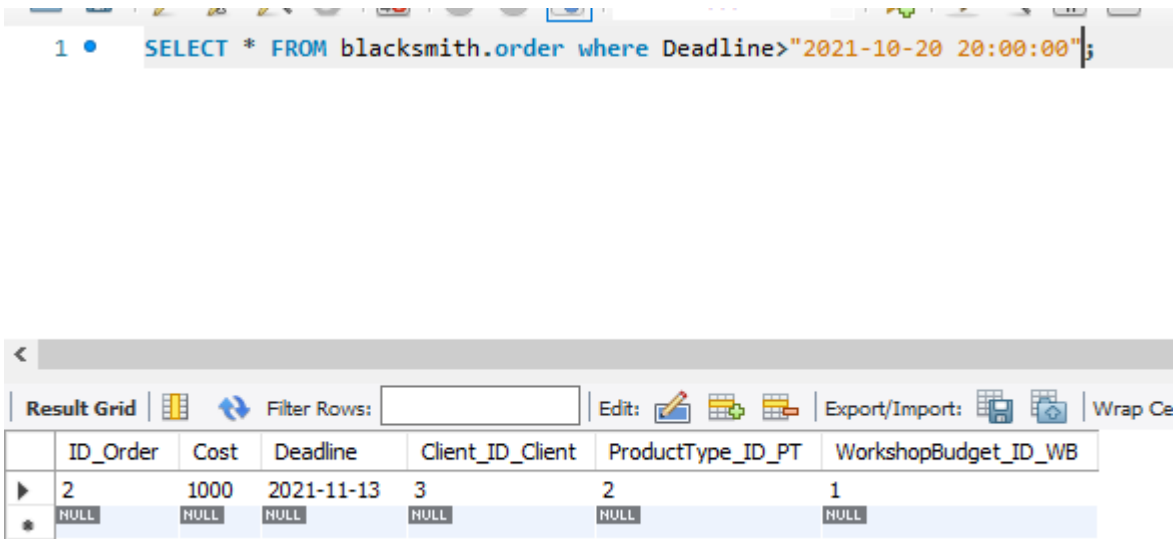 1 SELECT * FROM blacksmith.order where Deadline>"2021-10-20 20:00:00";
Result Grid Filter Rows: Edit: Export/Import: Wrap Ce
ID_Order Cost Deadline Client_ID_Client ProductType_ID_PT WorkshopBudget_ID_WB
2 1000 2021-11-13 3 2 1
NULL NULL NULL NULL NULL NULL